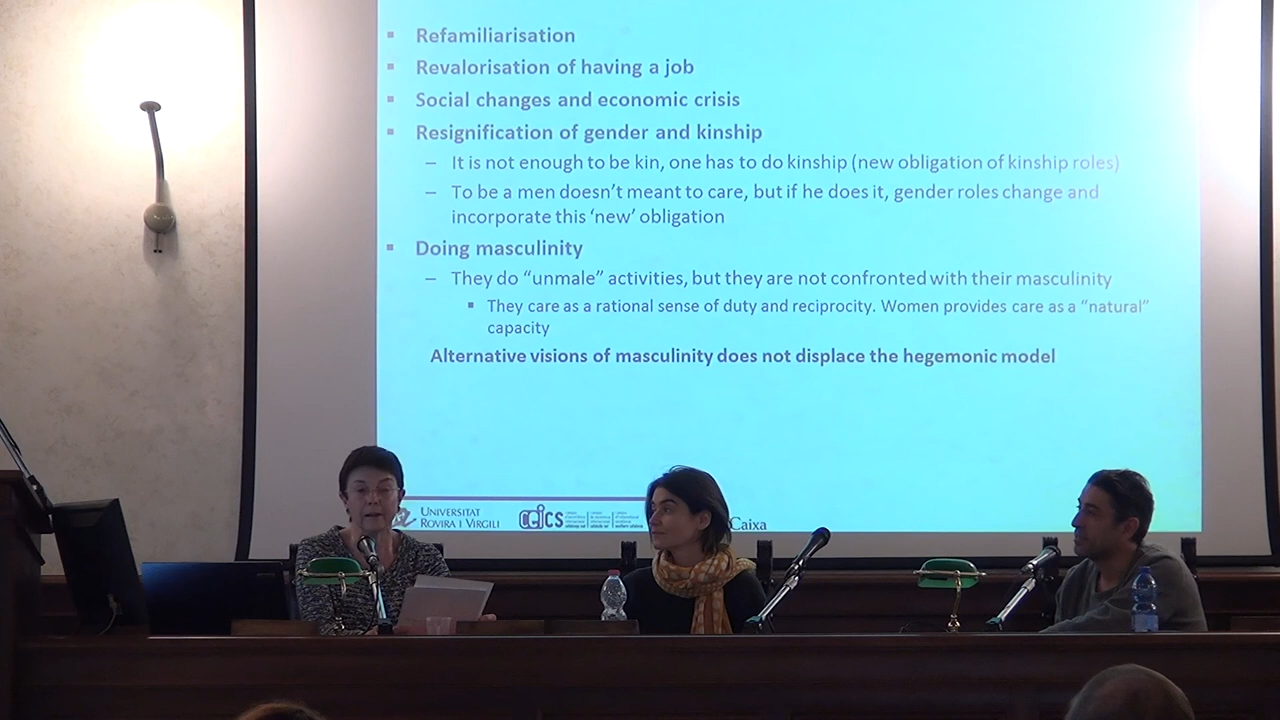 ▪ Refamiliarisation
▪ Revalorisation of having a job
▪ Social changes and economic crisis
▪ Resignification of gender and kinship
– It is not enough to be kin, one has to do kinship (new obligation of kinship roles)
– To be a men doesn't meant to care, but if he does it, gender roles change and
incorporate this 'new' obligation
▪ Doing masculinity
– They do “unmale” activities, but they are not confronted with their masculinity
▪ They care as a rational sense of duty and reciprocity. Women provides care as a “natural”
capacity
Alternative visions of masculinity does not displace the hegemonic model
UNIVERSITAT
ROVIRA I VIRGILI
Caixa